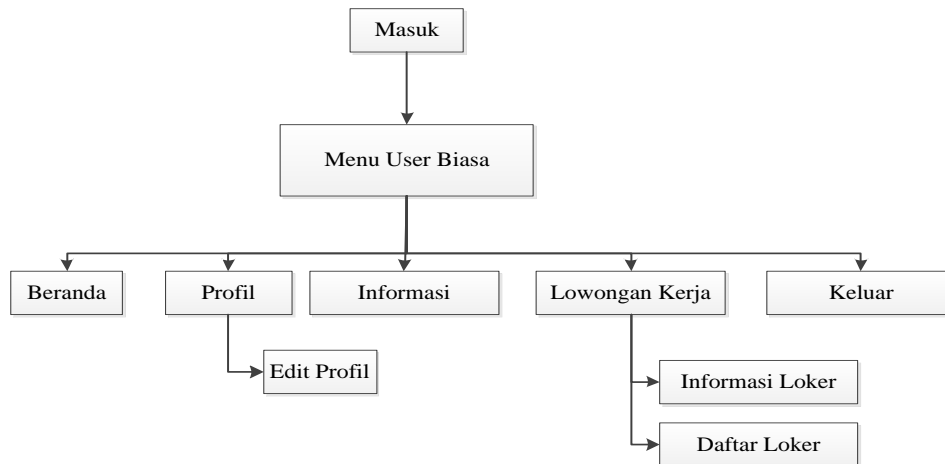 Masuk
Menu User Biasa
Beranda
Profil
Informasi
Lowongan Kerja
Keluar
Edit Profil
Informasi Loker
Daftar Loker